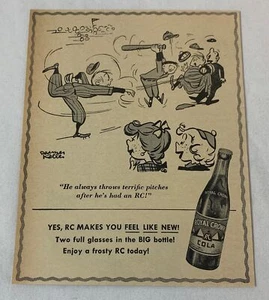 "He always throws terrific pitches
after he's had an RC!"
YES, RC MAKES YOU FEEL LIKE NEW!
Two full glasses in the BIG bottle!
Enjoy a frosty RC today!
ROYAL CROWN
COLA